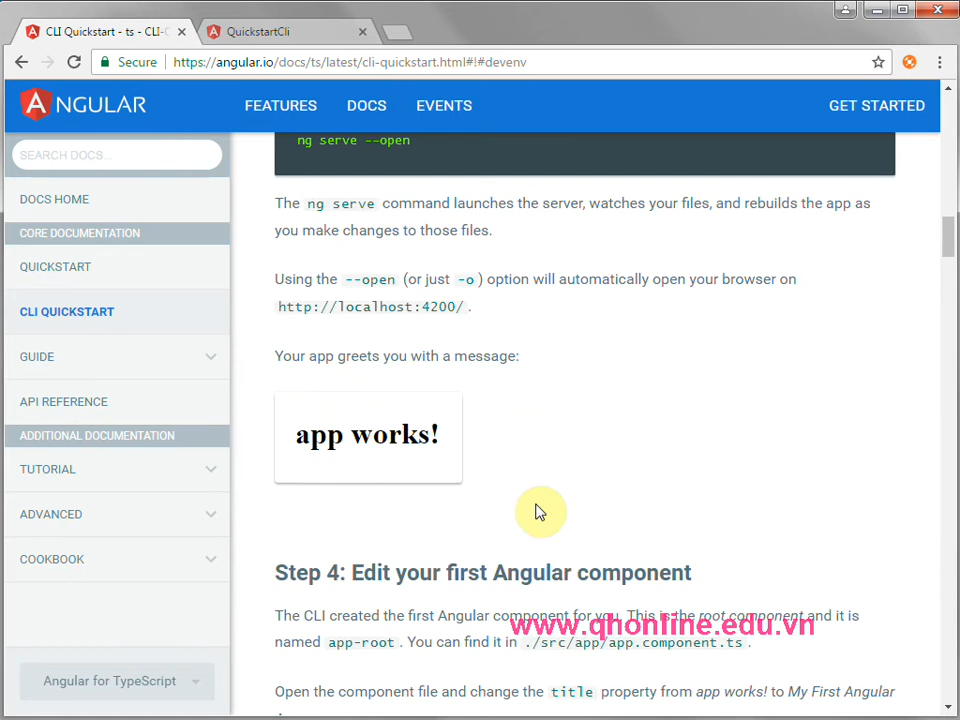 CLI Quickstart - ts - CLI-
QuickstartCli
Secure
https://angular.io/docs/ts/latest/cli-quickstart.html#!#devenv
ANGULAR
FEATURES
DOCS
EVENTS
GET STARTED
SEARCH DOCS...
DOCS HOME
CORE DOCUMENTATION
QUICKSTART
CLI QUICKSTART
GUIDE
API REFERENCE
ADDITIONAL DOCUMENTATION
TUTORIAL
ADVANCED
COOKBOOK
Angular for TypeScript
ng serve --open
The ng serve command launches the server, watches your files, and rebuilds the app as
you make changes to those files.
Using the --open (or just -o) option will automatically open your browser on
http://localhost:4200/.
Your app greets you with a message:
app works!
Step 4: Edit your first Angular component
The CLI created the first Angular component for you. This is the root component and it is
www.qhonline.edu.vn
named app-root. You can find it in ./src/app/app.component.ts.
Open the component file and change the title property from app works! to My First Angular